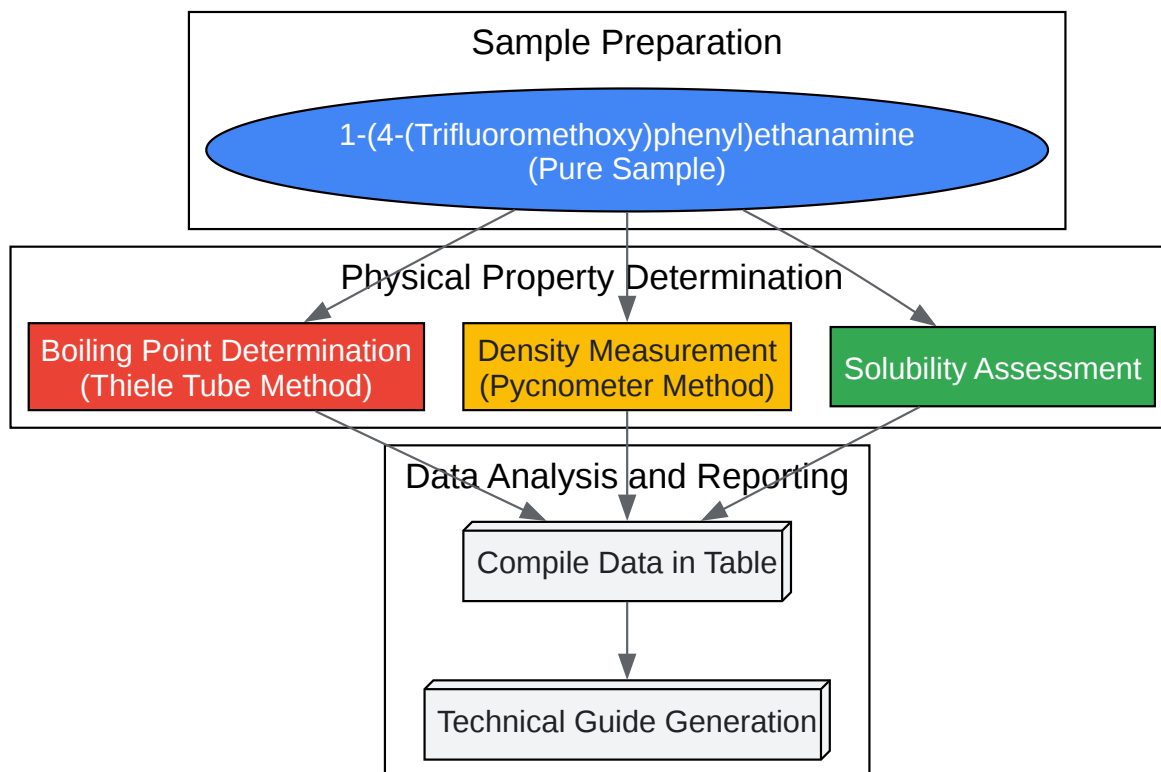 Sample Preparation
1-(4-(Trifluoromethoxy)phenyl)ethanamine
(Pure Sample)
Physical Property Determination
Boiling Point Determination
(Thiele Tube Method)
Density Measurement
(Pycnometer Method)
Solubility Assessment
Data Analysis and Reporting
Compile Data in Table
Technical Guide Generation